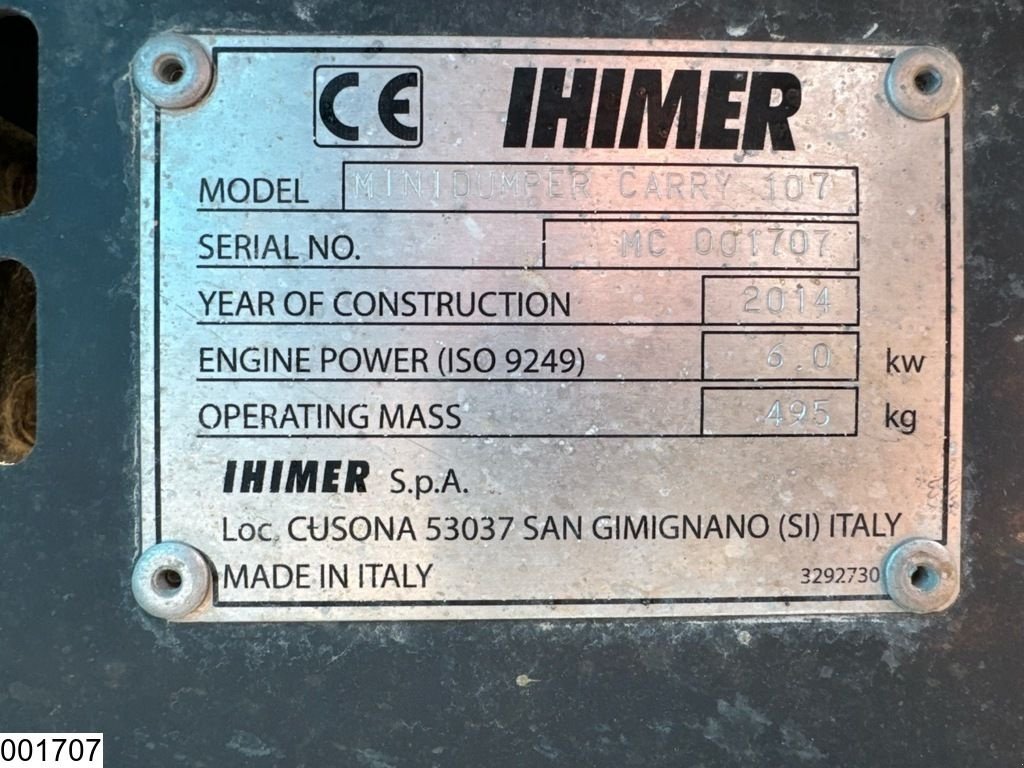 CE IHIMER
MODEL MINIDUMPER CARRY 107
SERIAL NO. MC 001707
YEAR OF CONSTRUCTION 2014
ENGINE POWER (ISO 9249) 6.0 kw
OPERATING MASS 495 kg
IHIMER S.p.A.
Loc. CUSONA 53037 SAN GIMIGNANO (SI) ITALY
MADE IN ITALY 3292730
001707